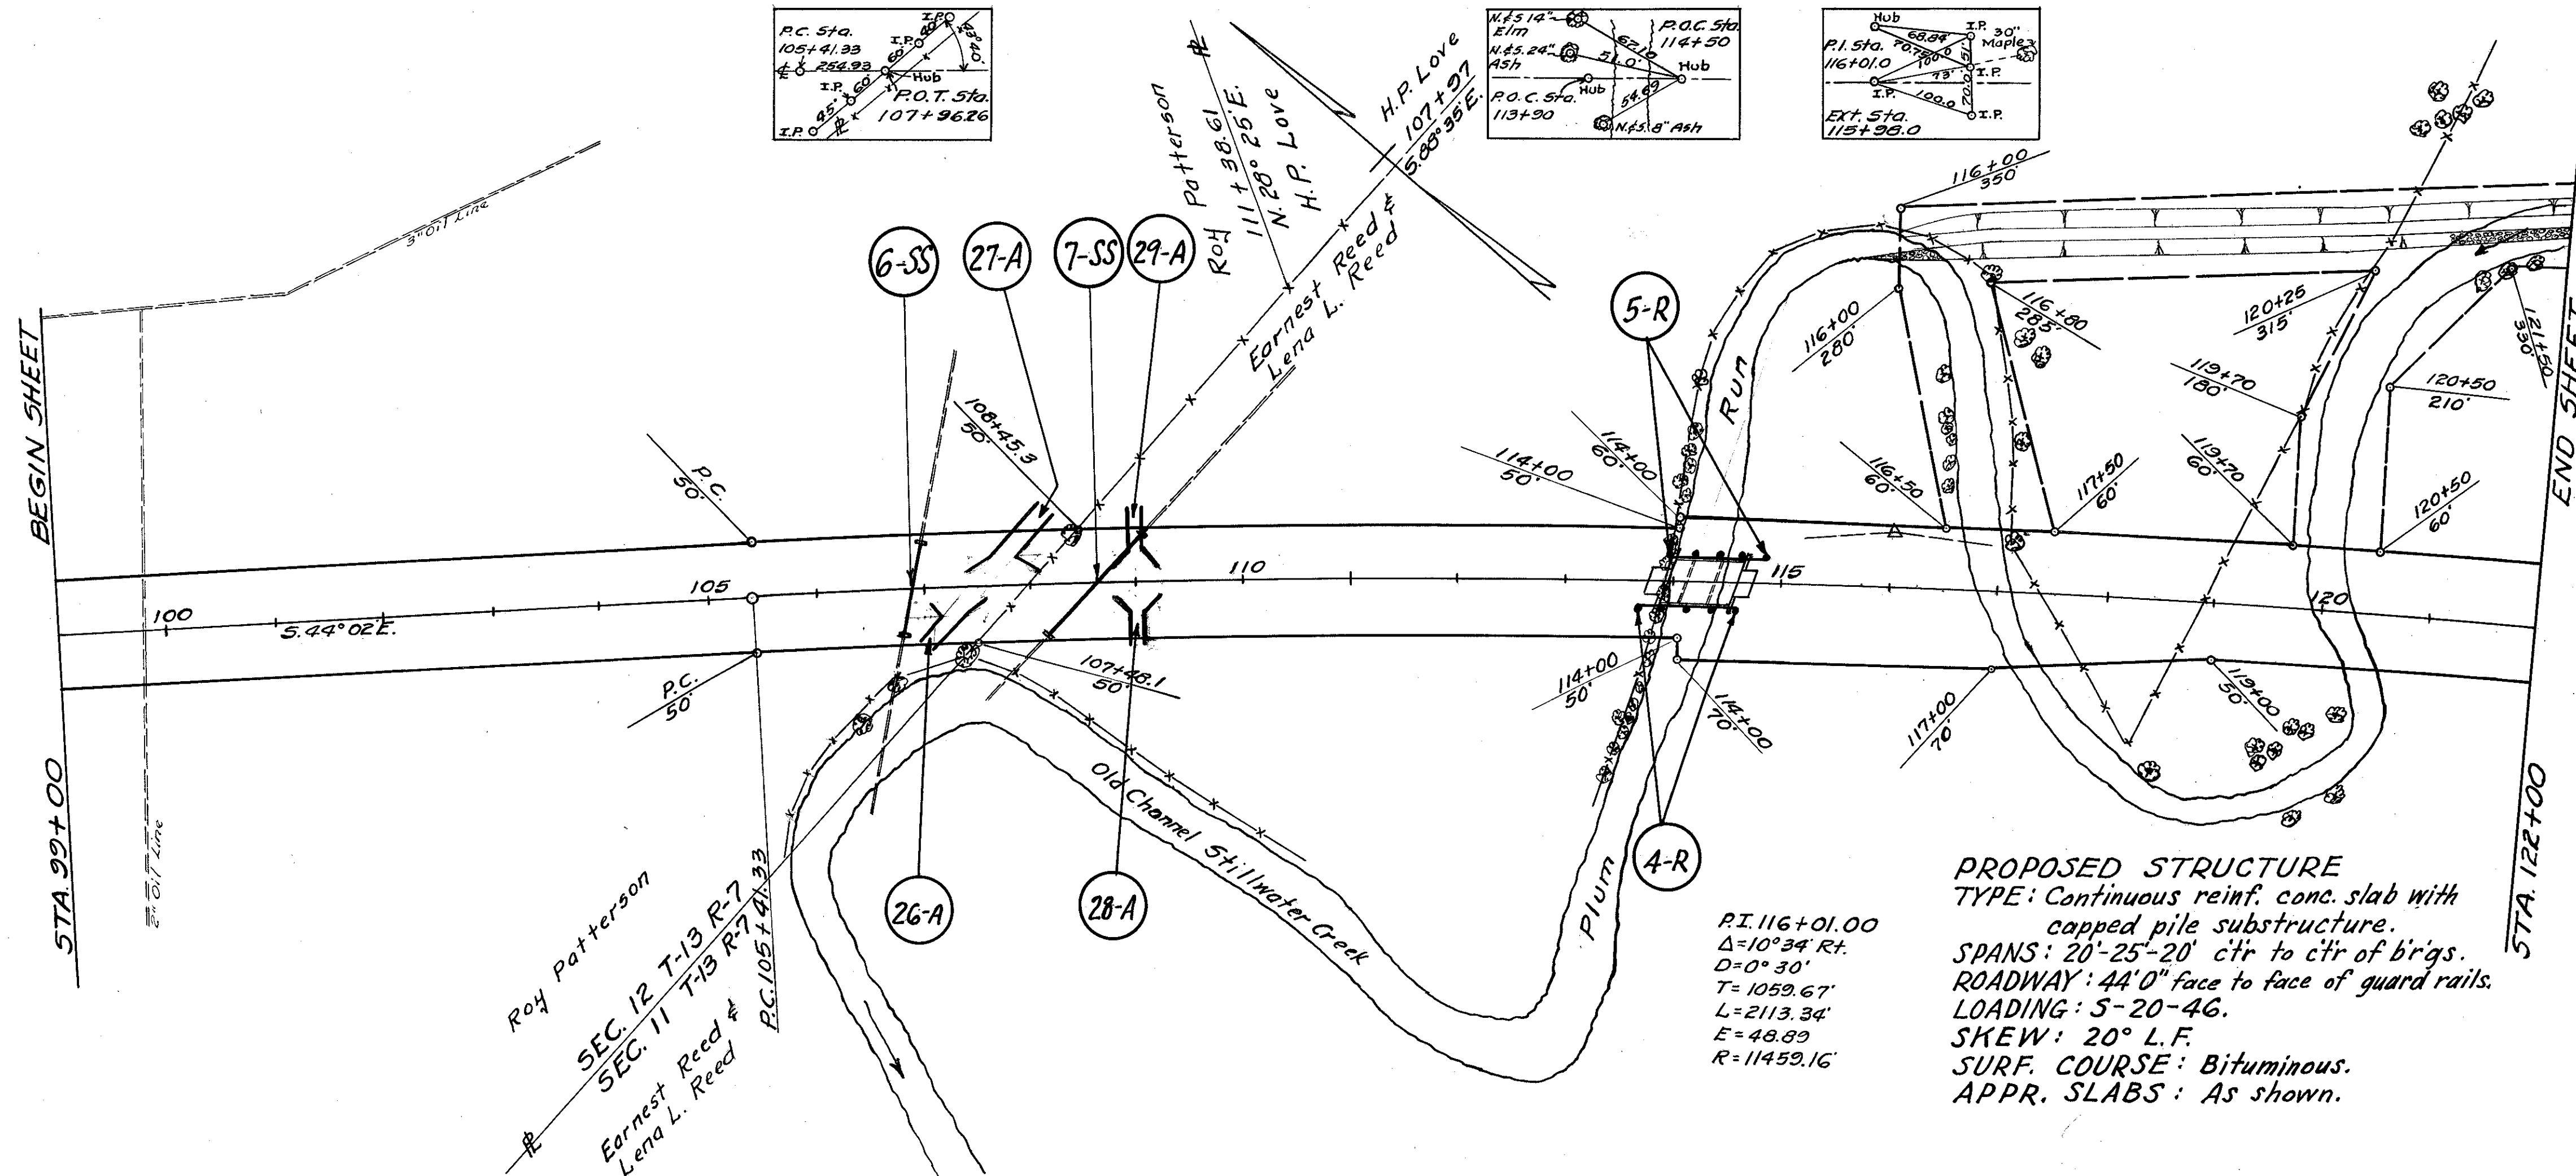 P.C. Sta.
105+41.33
254.93
I.P.
40'
I.P.
60'
43°40'
Hub
I.P.
60'
P.O.T. Sta.
107+96.26
I.P.
45'
Patterson
Roy
111+38.61
N.28°25'E.
H.P. Love
H.P. Love
107+97
S.88°35'E.
Earnest Reed &
Lena L. Reed
N.&S.14"
Elm
P.O.C. Sta.
114+50
67.10
N.&S.24"
Ash
51.0'
Hub
Hub
P.O.C. Sta.
113+90
54.69
N.&S.8" Ash
Hub
68.84
I.P.
30"
Maple
P.I. Sta.
116+01.0
70.75
100.0
51'
73'
I.P.
I.P.
100.0
70.0
Ext. Sta.
115+98.0
I.P.
3" Oil Line
2" Oil Line
6-SS
27-A
7-SS
29-A
5-R
4-R
26-A
28-A
BEGIN SHEET
STA. 99+00
END SHEET
STA. 122+00
P.C.
50'
108+45.3
50'
114+00
50'
114+00
60'
116+00
350'
116+00
280'
116+80
285'
120+25
315'
121+50
330'
119+70
180'
120+50
210'
116+50
60'
117+50
60'
119+70
60'
120+50
60'
100
105
110
115
120
S.44°02'E.
P.C.
50'
107+48.1
50'
114+00
50'
114+00
70'
117+00
70'
119+00
50'
Plum
Run
Old Channel Stillwater Creek
Roy Patterson
SEC. 12 T-13 R-7
SEC. 11 T-13 R-7
Earnest Reed &
Lena L. Reed
P.C. 105+41.33
P.I. 116+01.00
Δ=10°34' Rt.
D=0°30'
T=1059.67'
L=2113.34'
E=48.89
R=11459.16'
PROPOSED STRUCTURE
TYPE: Continuous reinf. conc. slab with
capped pile substructure.
SPANS: 20'-25'-20' c'tr to c'tr of b'r'gs.
ROADWAY: 44'0" face to face of guard rails.
LOADING: S-20-46.
SKEW: 20° L.F.
SURF. COURSE: Bituminous.
APPR. SLABS: As shown.